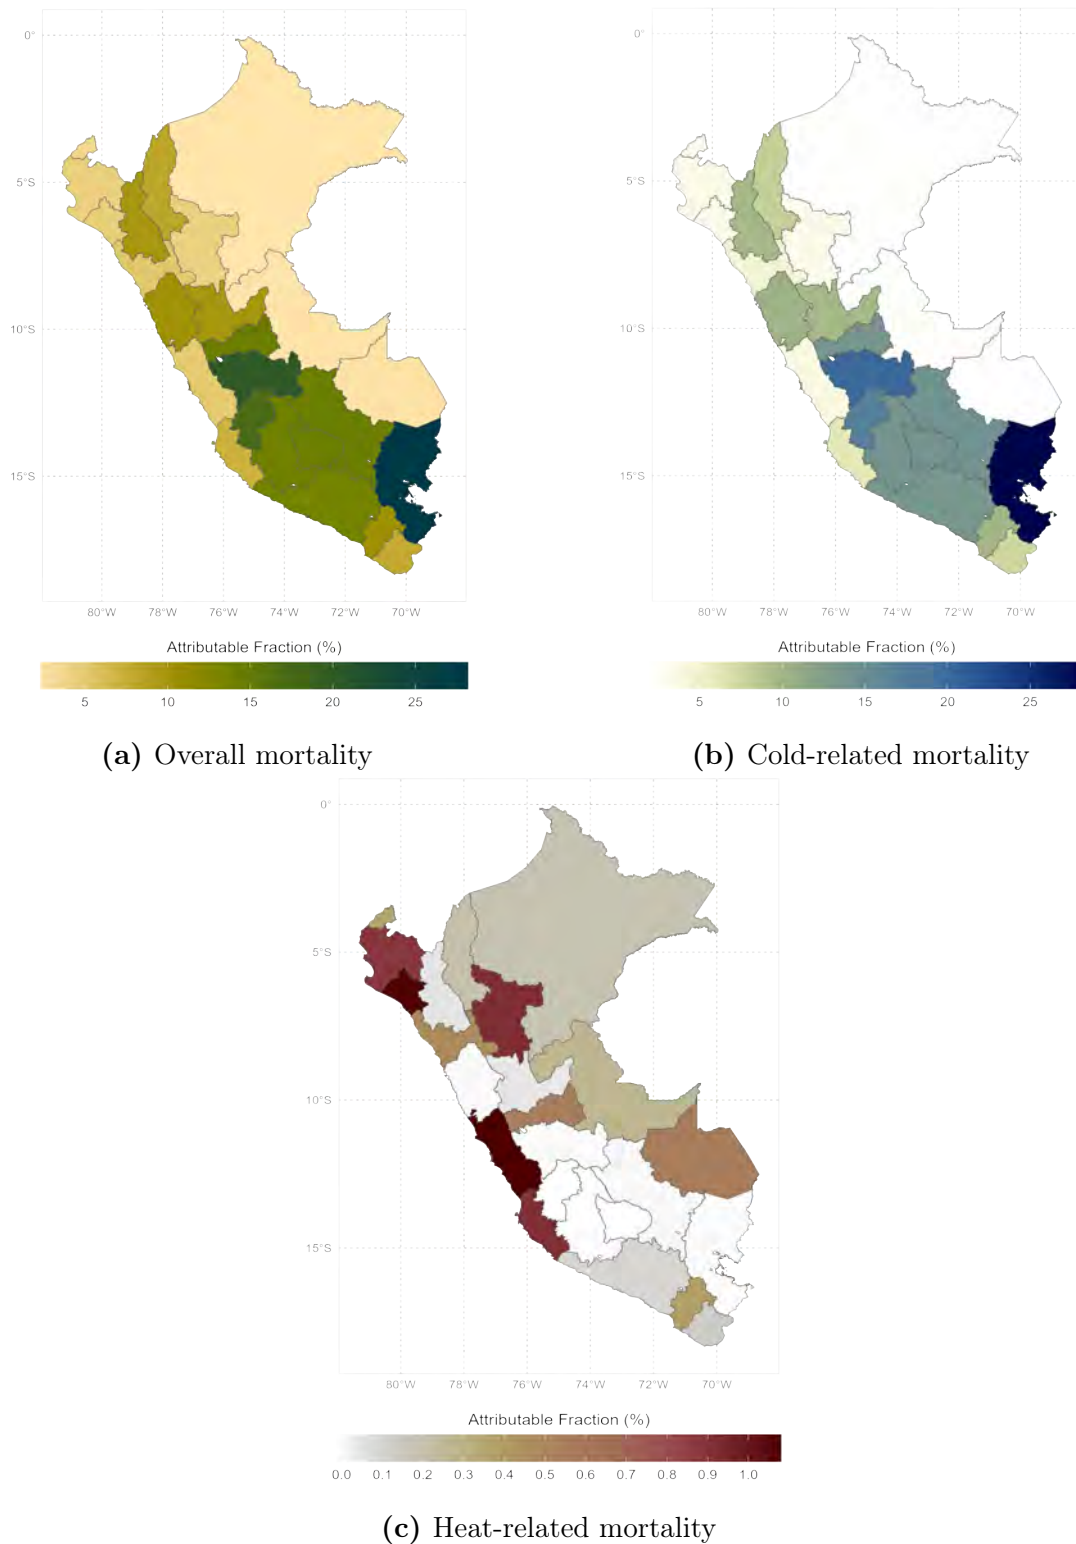 0°
5°S
10°S
15°S
80°W 78°W 76°W 74°W 72°W 70°W
Attributable Fraction (%)
5 10 15 20 25
(a) Overall mortality
0°
5°S
10°S
15°S
80°W 78°W 76°W 74°W 72°W 70°W
Attributable Fraction (%)
5 10 15 20 25
(b) Cold-related mortality
0°
5°S
10°S
15°S
80°W 78°W 76°W 74°W 72°W 70°W
Attributable Fraction (%)
0.0 0.1 0.2 0.3 0.4 0.5 0.6 0.7 0.8 0.9 1.0
(c) Heat-related mortality